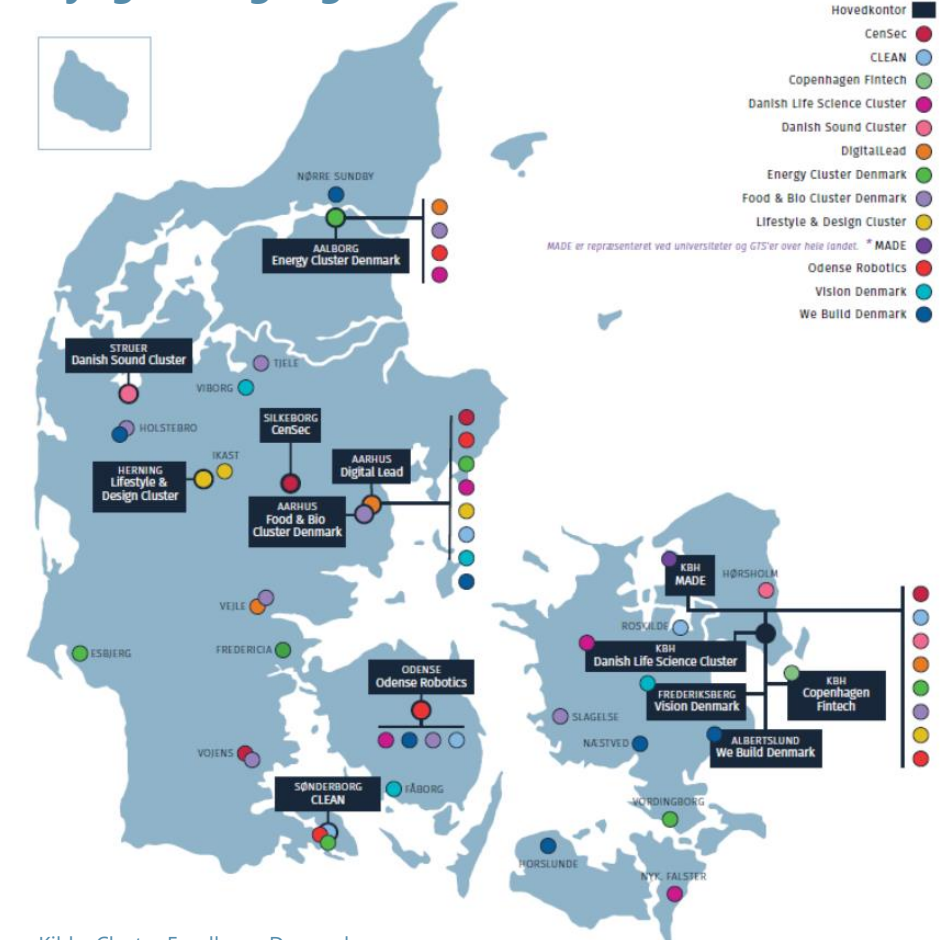 Hovedkontor
CenSec
CLEAN
Copenhagen Fintech
Danish Life Science Cluster
Danish Sound Cluster
DigitalLead
Energy Cluster Denmark
Food & Bio Cluster Denmark
Lifestyle & Design Cluster
MADE er repræsenteret ved universiteter og GTS'er over hele landet. * MADE
Odense Robotics
Vision Denmark
We Build Denmark
NØRRE SUNDBY
AALBORG
Energy Cluster Denmark
STRUER
Danish Sound Cluster
TJELE
VIBORG
HOLSTEBRO
SILKEBORG
CenSec
IKAST
HERNING
Lifestyle &
Design Cluster
AARHUS
Digital Lead
AARHUS
Food & Bio
Cluster Denmark
VEJLE
ESBJERG
FREDERICIA
ODENSE
Odense Robotics
VOJENS
SØNDERBORG
CLEAN
FÅBORG
KBH
MADE
HØRSHOLM
ROSKILDE
KBH
Danish Life Science Cluster
FREDERIKSBERG
Vision Denmark
KBH
Copenhagen
Fintech
SLAGELSE
NÆSTVED
ALBERTSLUND
We Build Denmark
VORDINGBORG
HORSLUNDE
NYK. FALSTER